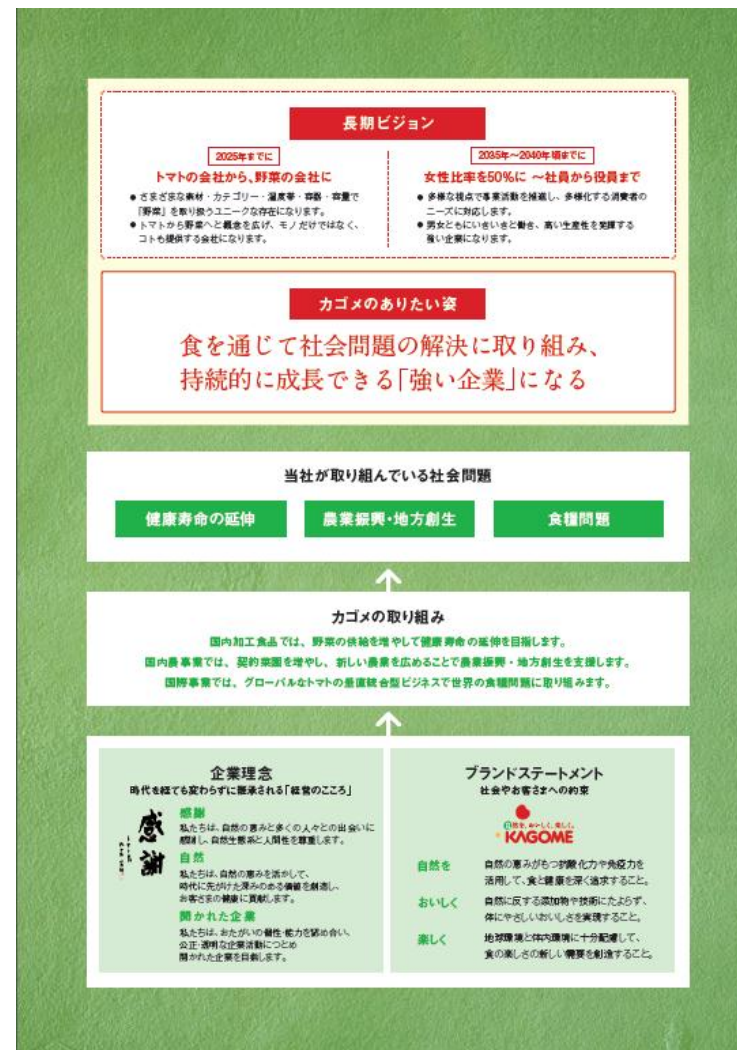 長期ビジョン
2025年までに
トマトの会社から、野菜の会社に
● さまざまな素材・カテゴリー・温度帯・容器・容量で
「野菜」を取り扱うユニークな存在になります。
● トマトから野菜へと概念を広げ、モノだけではなく、
コトも提供する会社になります。
2035年～2040年頃までに
女性比率を50%に ～社員から役員まで
● 多様な視点で事業活動を推進し、多様化する消費者の
ニーズに対応します。
● 男女ともにいきいきと働き、高い生産性を発揮する
強い企業になります。
カゴメのありたい姿
食を通じて社会問題の解決に取り組み、
持続的に成長できる「強い企業」になる
当社が取り組んでいる社会問題
健康寿命の延伸
農業振興・地方創生
食糧問題
カゴメの取り組み
国内加工食品では、野菜の供給を増やして健康寿命の延伸を目指します。
国内農事業では、契約菜園を増やし、新しい農業を広めることで農業振興・地方創生を支援します。
国際事業では、グローバルなトマトの垂直統合型ビジネスで世界の食糧問題に取り組みます。
企業理念
時代を経ても変わらずに継承される「経営のこころ」
感謝
感謝
私たちは、自然の恵みと多くの人々との出会いに
感謝し、自然生態系と人間性を尊重します。
自然
私たちは、自然の恵みを活かして、
時代に先がけた深みのある価値を創造し、
お客さまの健康に貢献します。
開かれた企業
私たちは、おたがいの個性・能力を認め合い、
公正・透明な企業活動につとめ
開かれた企業を目指します。
ブランドステートメント
社会やお客さまへの約束
自然を、おいしく、楽しく。
KAGOME
自然を
自然の恵みがもつ抗酸化力や免疫力を
活用して、食と健康を深く追求すること。
おいしく
自然に反する添加物や技術にたよらず、
体にやさしいおいしさを実現すること。
楽しく
地球環境と体内環境に十分配慮して、
食の楽しさの新しい需要を創造すること。